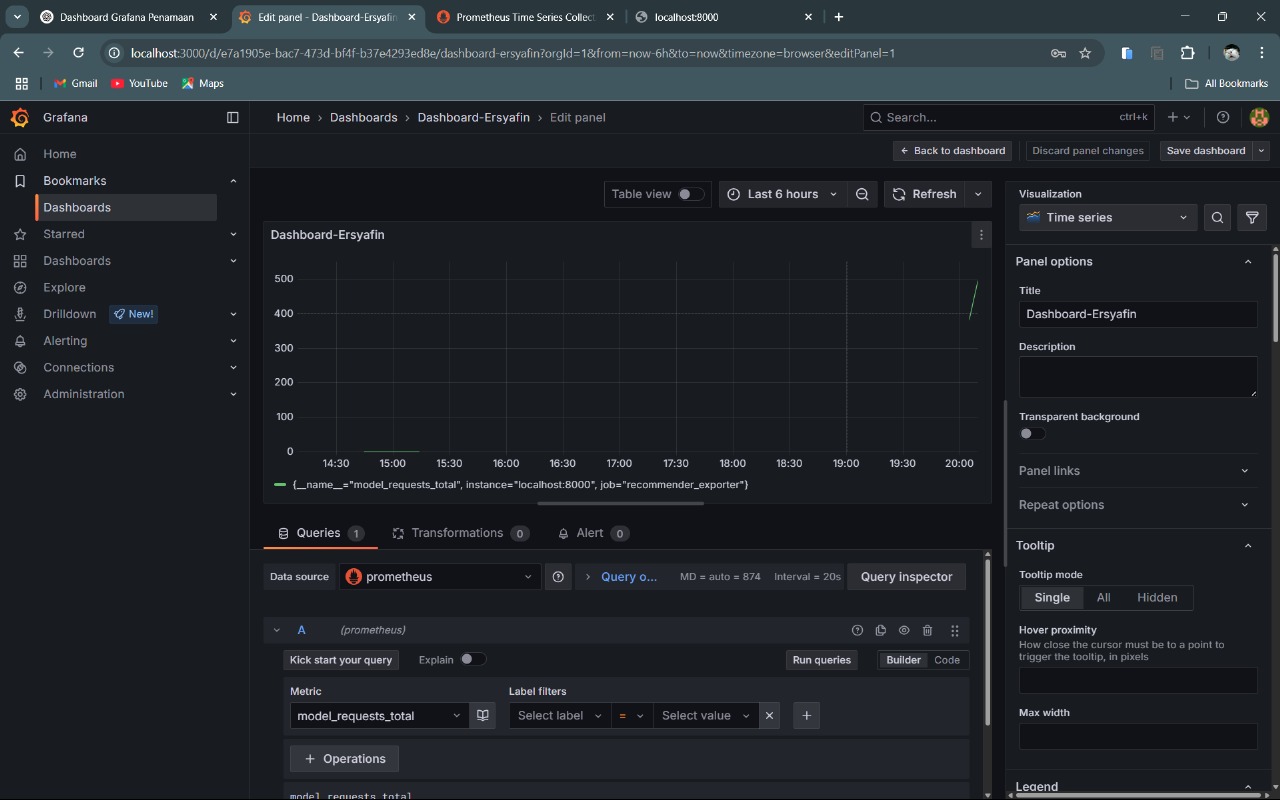 Dashboard Grafana Penamaan
Edit panel - Dashboard-Ersyafin
Prometheus Time Series Collect
localhost:8000
localhost:3000/d/e7a1905e-bac7-473d-bf4f-b37e4293ed8e/dashboard-ersyafin?orgId=1&from=now-6h&to=now&timezone=browser&editPanel=1
Gmail
YouTube
Maps
All Bookmarks
Grafana
Home › Dashboards › Dashboard-Ersyafin › Edit panel
Search...
ctrl+k
Back to dashboard
Discard panel changes
Save dashboard
Home
Bookmarks
Dashboards
Starred
Dashboards
Explore
Drilldown
New!
Alerting
Connections
Administration
Table view
Last 6 hours
Refresh
Dashboard-Ersyafin
500
400
300
200
100
0
14:30 15:00 15:30 16:00 16:30 17:00 17:30 18:00 18:30 19:00 19:30 20:00
{__name__="model_requests_total", instance="localhost:8000", job="recommender_exporter"}
Queries 1
Transformations 0
Alert 0
Data source
prometheus
Query o...
MD = auto = 874
Interval = 20s
Query inspector
A
(prometheus)
Kick start your query
Explain
Run queries
Builder
Code
Metric
Label filters
model_requests_total
Select label
=
Select value
+ Operations
model_requests_total
Visualization
Time series
Panel options
Title
Dashboard-Ersyafin
Description
Transparent background
Panel links
Repeat options
Tooltip
Tooltip mode
Single
All
Hidden
Hover proximity
How close the cursor must be to a point to
trigger the tooltip, in pixels
Max width
Legend